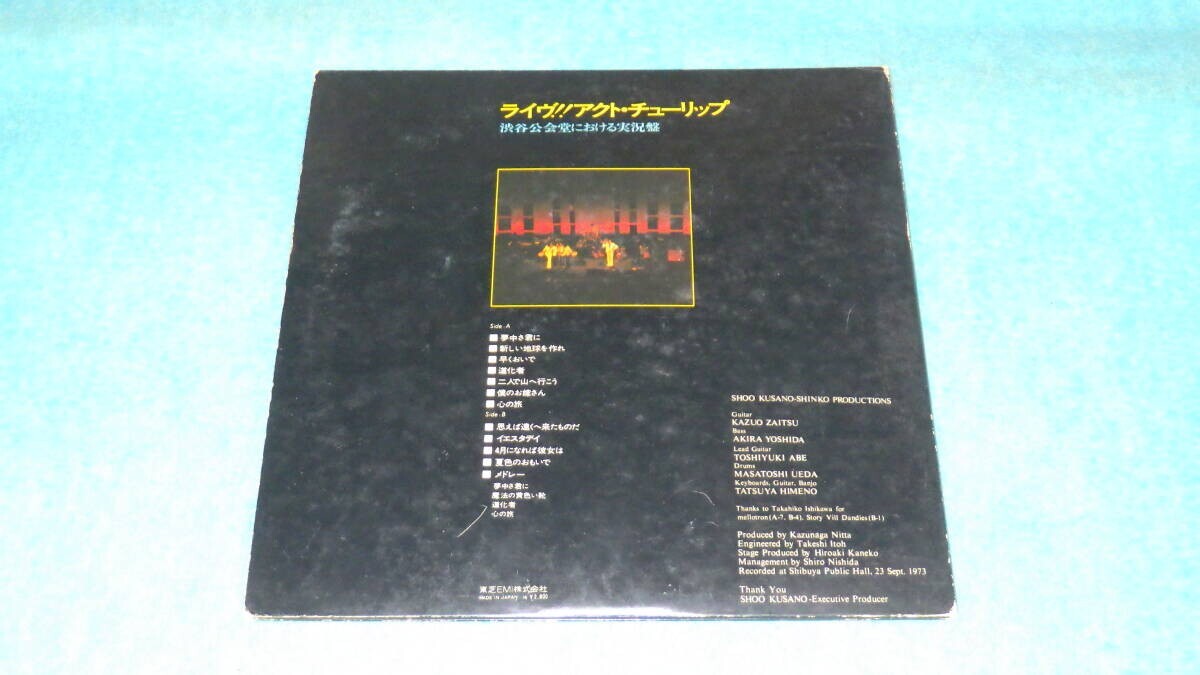 ライヴ!!アクト・チューリップ
渋谷公会堂における実況盤
Side A
夢中さ君に
新しい地球を作れ
早くおいで
道化者
二人で山へ行こう
僕のお嫁さん
心の旅
Side B
思えば遠くへ来たものだ
イエスタデイ
4月になれば彼女は
夏色のおもいで
メドレー
夢中さ君に
魔法の黄色い靴
道化者
心の旅
東芝EMI株式会社
MADE IN JAPAN ¥2,800
SHOO KUSANO-SHINKO PRODUCTIONS
Guitar
KAZUO ZAITSU
Bass
AKIRA YOSHIDA
Lead Guitar
TOSHIYUKI ABE
Drums
MASATOSHI UEDA
Keyboards, Guitar, Banjo
TATSUYA HIMENO
Thanks to Takahiko Ishikawa for
mellotron(A-7, B-4), Story Vill Dandies(B-1)
Produced by Kazunaga Nitta
Engineered by Takeshi Itoh
Stage Produced by Hiroaki Kaneko
Management by Shiro Nishida
Recorded at Shibuya Public Hall, 23 Sept. 1973
Thank You
SHOO KUSANO-Executive Producer